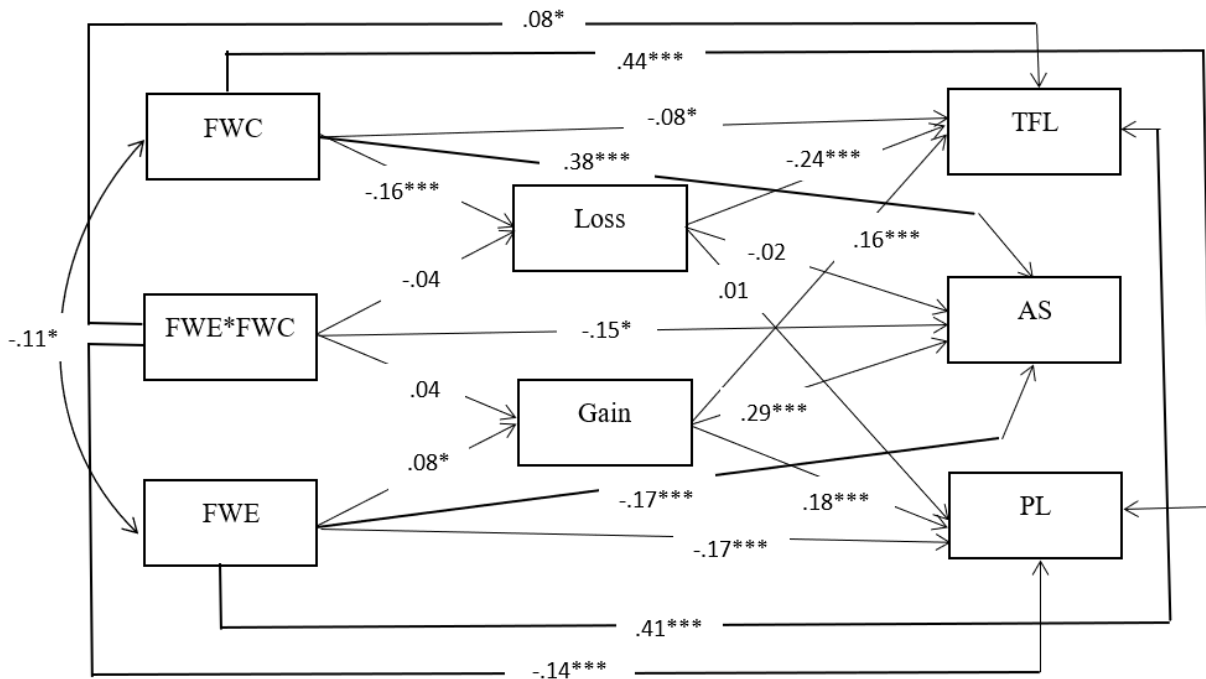 .08*
.44***
FWC
TFL
-.08*
.38***
-.24***
-.16***
Loss
.16***
-.02
-.04
.01
AS
FWE*FWC
-.15*
-.11*
.04
Gain
.29***
.08*
-.17***
.18***
PL
FWE
-.17***
.41***
-.14***